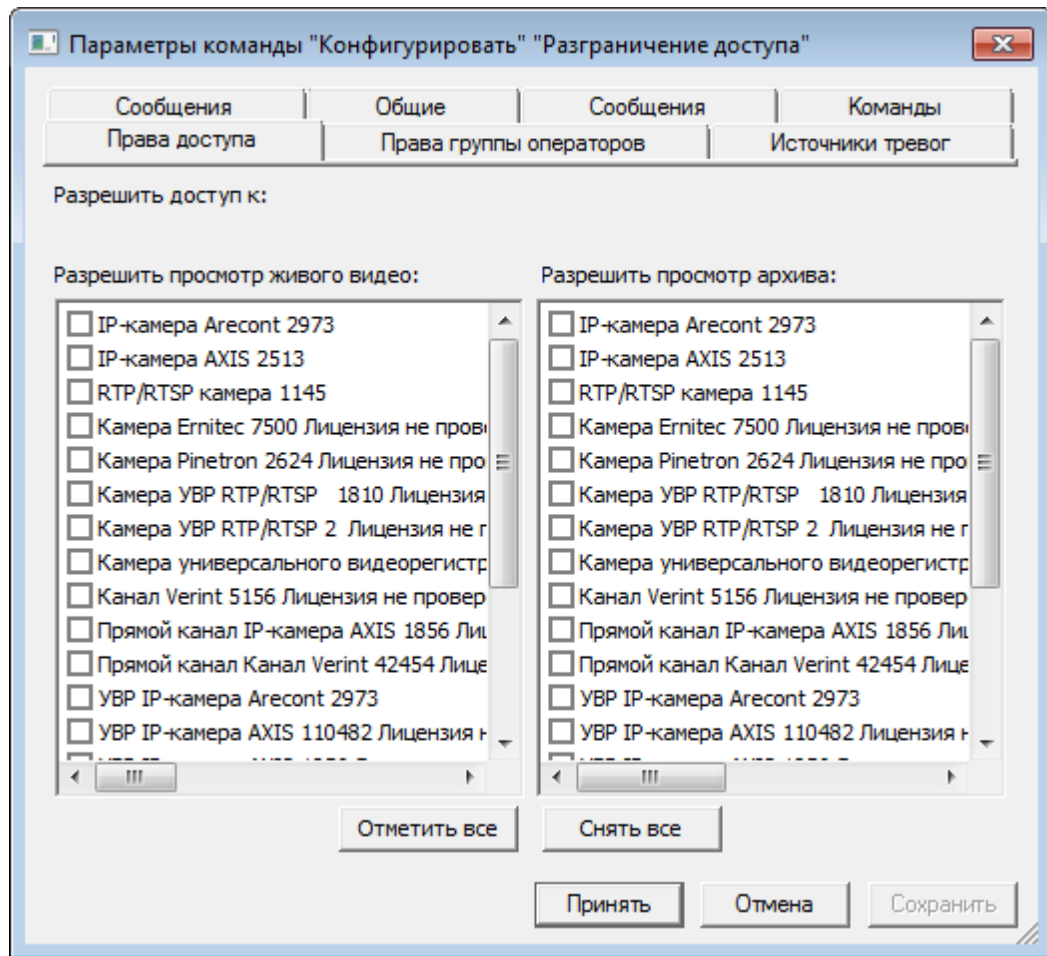 Параметры команды "Конфигурировать" "Разграничение доступа"
Сообщения Общие Сообщения Команды
Права доступа Права группы операторов Источники тревог
Разрешить доступ к:
Разрешить просмотр живого видео: Разрешить просмотр архива:
IP-камера Arecont 2973 IP-камера Arecont 2973
IP-камера AXIS 2513 IP-камера AXIS 2513
RTP/RTSP камера 1145 RTP/RTSP камера 1145
Камера Ernitec 7500 Лицензия не Камера Ernitec 7500 Лицензия не
Камера Pinetron 2624 Лицензия не Камера Pinetron 2624 Лицензия не
Камера УВР RTP/RTSP 1810 Лицензия Камера УВР RTP/RTSP 1810 Лицензия
Камера УВР RTP/RTSP 2 Лицензия не Камера УВР RTP/RTSP 2 Лицензия не
Камера универсального видеорегистр Камера универсального видеорегистр
Канал Verint 5156 Лицензия не провер Канал Verint 5156 Лицензия не провер
Прямой канал IP-камера AXIS 1856 Прямой канал IP-камера AXIS 1856
Прямой канал Канал Verint 42454 Лице Прямой канал Канал Verint 42454 Лице
УВР IP-камера Arecont 2973 УВР IP-камера Arecont 2973
УВР IP-камера AXIS 110482 Лицензия УВР IP-камера AXIS 110482 Лицензия
Отметить все Снять все
Принять Отмена Сохранить